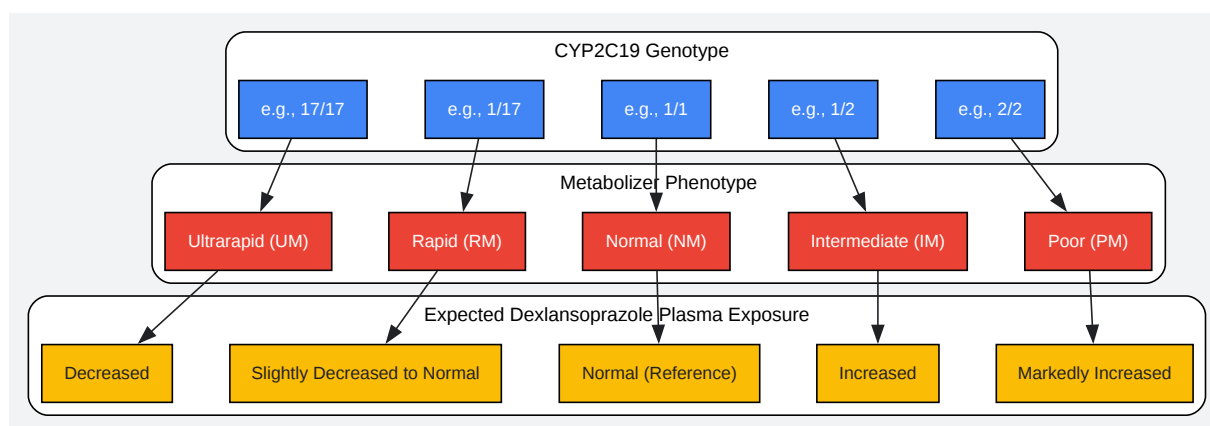 CYP2C19 Genotype
e.g., 17/17
e.g., 1/17
e.g., 1/1
e.g., 1/2
e.g., 2/2
Metabolizer Phenotype
Ultrarapid (UM)
Rapid (RM)
Normal (NM)
Intermediate (IM)
Poor (PM)
Expected Dexlansoprazole Plasma Exposure
Decreased
Slightly Decreased to Normal
Normal (Reference)
Increased
Markedly Increased